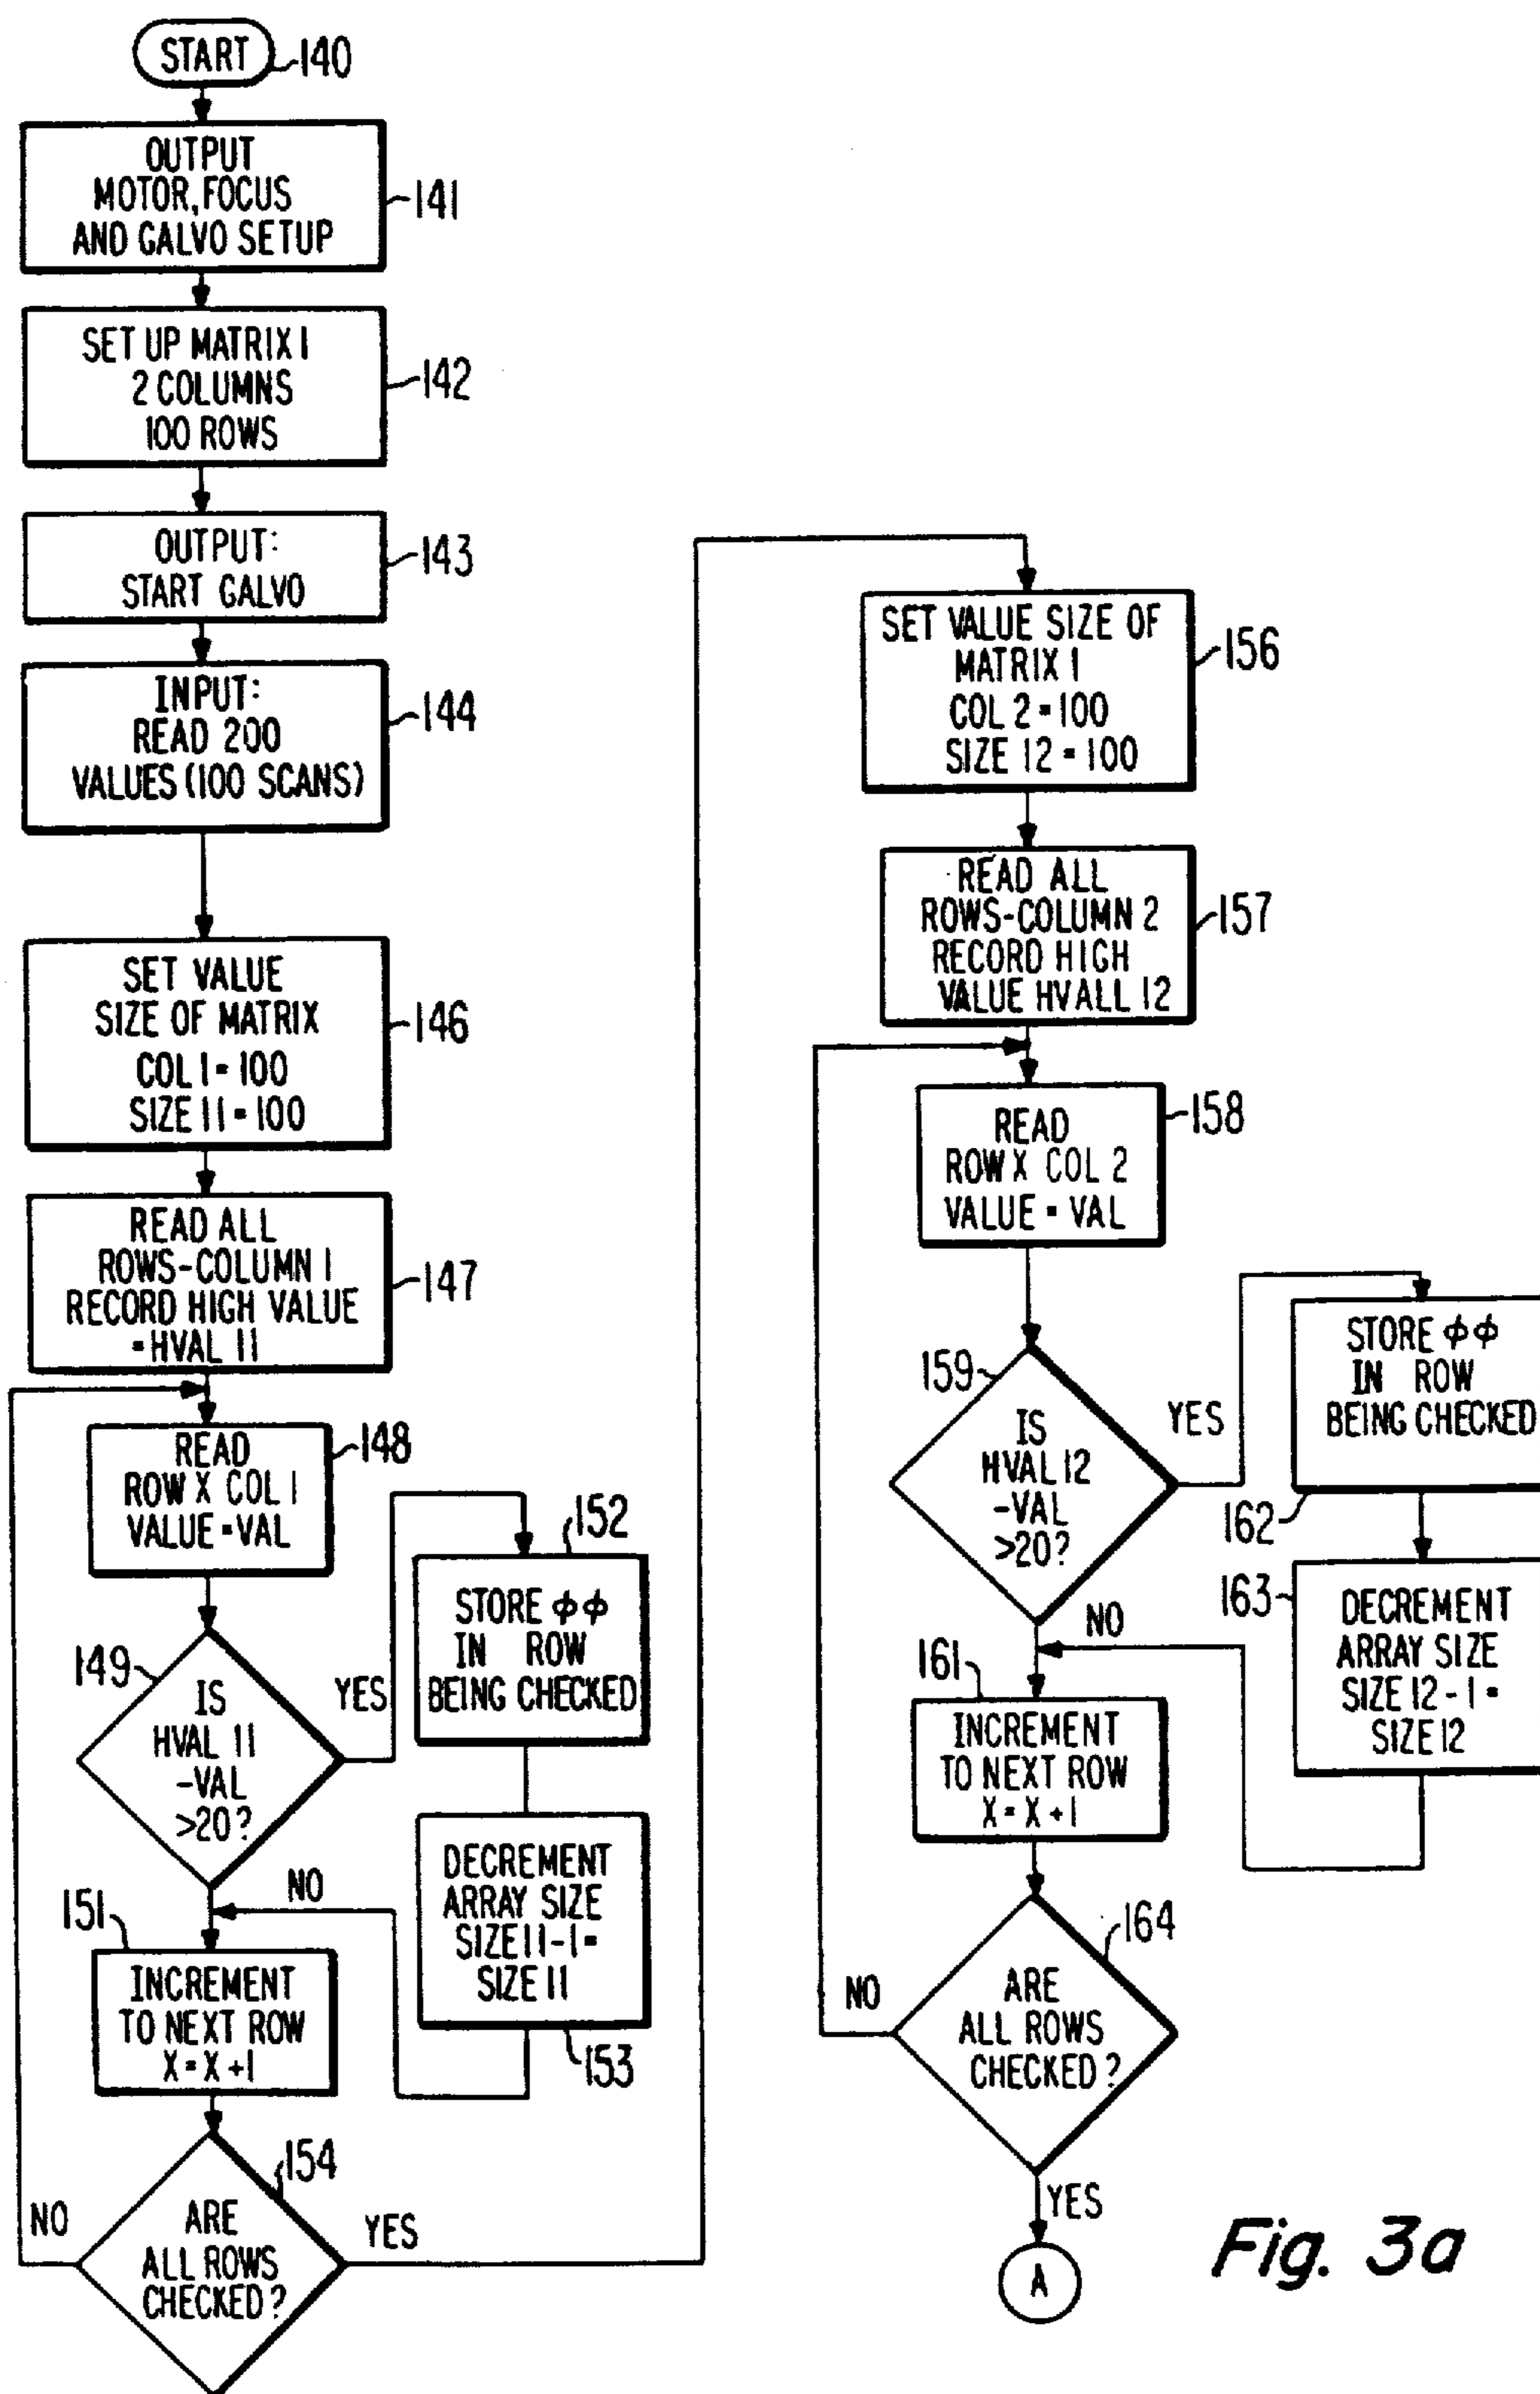 START
140
OUTPUT
MOTOR, FOCUS
AND GALVO SETUP
141
SET UP MATRIX 1
2 COLUMNS
100 ROWS
142
OUTPUT:
START GALVO
143
INPUT:
READ 200
VALUES (100 SCANS)
144
SET VALUE
SIZE OF MATRIX
COL 1 = 100
SIZE 11 = 100
146
READ ALL
ROWS-COLUMN 1
RECORD HIGH VALUE
= HVAL 11
147
READ
ROW X COL 1
VALUE = VAL
148
149
IS
HVAL 11
-VAL
>20?
YES
152
STORE ϕϕ
IN ROW
BEING CHECKED
DECREMENT
ARRAY SIZE
SIZE 11-1 =
SIZE 11
153
NO
151
INCREMENT
TO NEXT ROW
X = X +1
154
ARE
ALL ROWS
CHECKED?
NO
YES
SET VALUE SIZE OF
MATRIX 1
COL 2 = 100
SIZE 12 = 100
156
READ ALL
ROWS-COLUMN 2
RECORD HIGH
VALUE HVALL 12
157
READ
ROW X COL 2
VALUE = VAL
158
159
IS
HVAL 12
-VAL
>20?
YES
STORE ϕϕ
IN ROW
BEING CHECKED
162
163
DECREMENT
ARRAY SIZE
SIZE 12 - 1 =
SIZE 12
NO
161
INCREMENT
TO NEXT ROW
X = X +1
164
ARE
ALL ROWS
CHECKED?
NO
YES
A
Fig. 3a